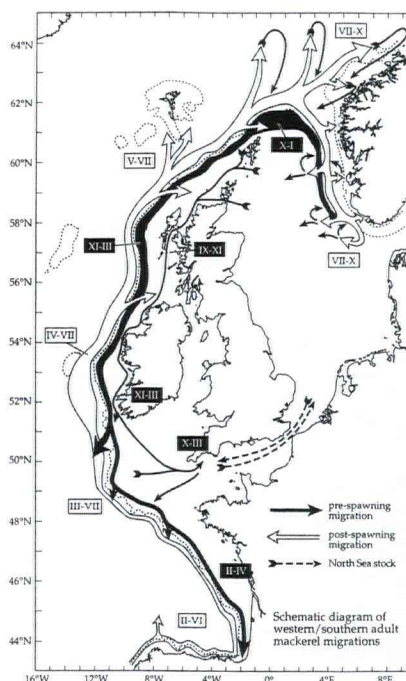 64°N
62°
60°
58°
56°
54°
52°
50°
48°
46°
44°
16°W
12°W
8°W
4°W
0°
4°E
8°E
VII-X
V-VII
X-I
XI-III
IX-XI
VII-X
IV-VII
XI-III
X-III
III-VII
II-IV
II-VI
pre-spawning
migration
post-spawning
migration
North Sea stock
Schematic diagram of
western/southern adult
mackerel migrations